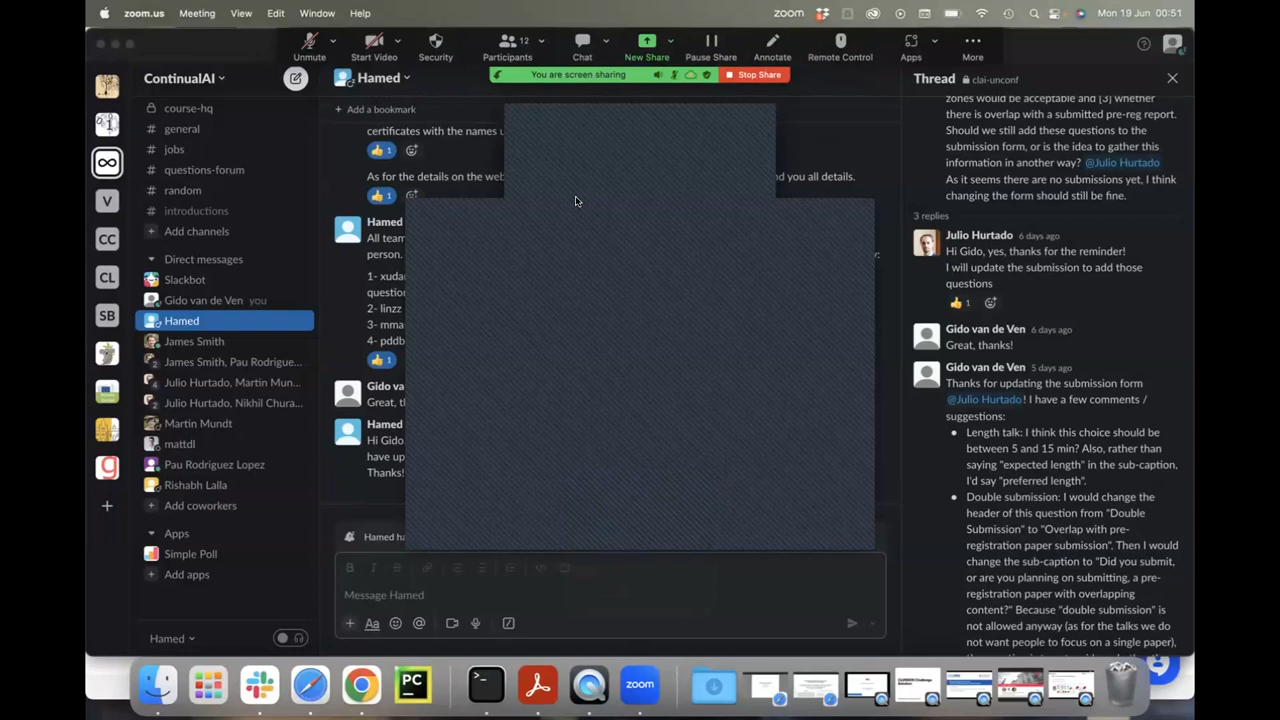 zoom.us Meeting View Edit Window Help
zoom
Mon 19 Jun 00:51
Unmute
Start Video
Security
12
Participants
Chat
New Share
Pause Share
Annotate
Remote Control
Apps
More
You are screen sharing
Stop Share
ContinualAI
course-hq
# general
# jobs
# questions-forum
# random
# introductions
Add channels
Direct messages
Slackbot
Gido van de Ven you
Hamed
James Smith
2 James Smith, Pau Rodrigue...
4 Julio Hurtado, Martin Mun...
2 Julio Hurtado, Nikhil Chura...
Martin Mundt
mattdl
Pau Rodriguez Lopez
Rishabh Lalla
Add coworkers
Apps
Simple Poll
Add apps
Hamed
1
V
CC
CL
SB
g
Hamed
+ Add a bookmark
certificates with the names
1
As for the details on the
nd you all details.
1
Hamed
All team
person.
y:
1- xudar
question
2- linzz
3- mma
4- pddb
1
Gido va
Great, t
Hamed
Hi Gido
have up
Thanks!
Hamed ha
Message Hamed
Aa
Thread clai-unconf
zones would be acceptable and [3] whether
there is overlap with a submitted pre-reg report.
Should we still add these questions to the
submission form, or is the idea to gather this
information in another way? @Julio Hurtado
As it seems there are no submissions yet, I think
changing the form should still be fine.
3 replies
Julio Hurtado 6 days ago
Hi Gido, yes, thanks for the reminder!
I will update the submission to add those
questions
1
Gido van de Ven 6 days ago
Great, thanks!
Gido van de Ven 5 days ago
Thanks for updating the submission form
@Julio Hurtado! I have a few comments /
suggestions:
• Length talk: I think this choice should be
between 5 and 15 min? Also, rather than
saying "expected length" in the sub-caption,
I'd say "preferred length".
• Double submission: I would change the
header of this question from "Double
Submission" to "Overlap with pre-
registration paper submission". Then I would
change the sub-caption to "Did you submit,
or are you planning on submitting, a pre-
registration paper with overlapping
content?" Because "double submission" is
not allowed anyway (as for the talks we do
not want people to focus on a single paper),
PC
zoom